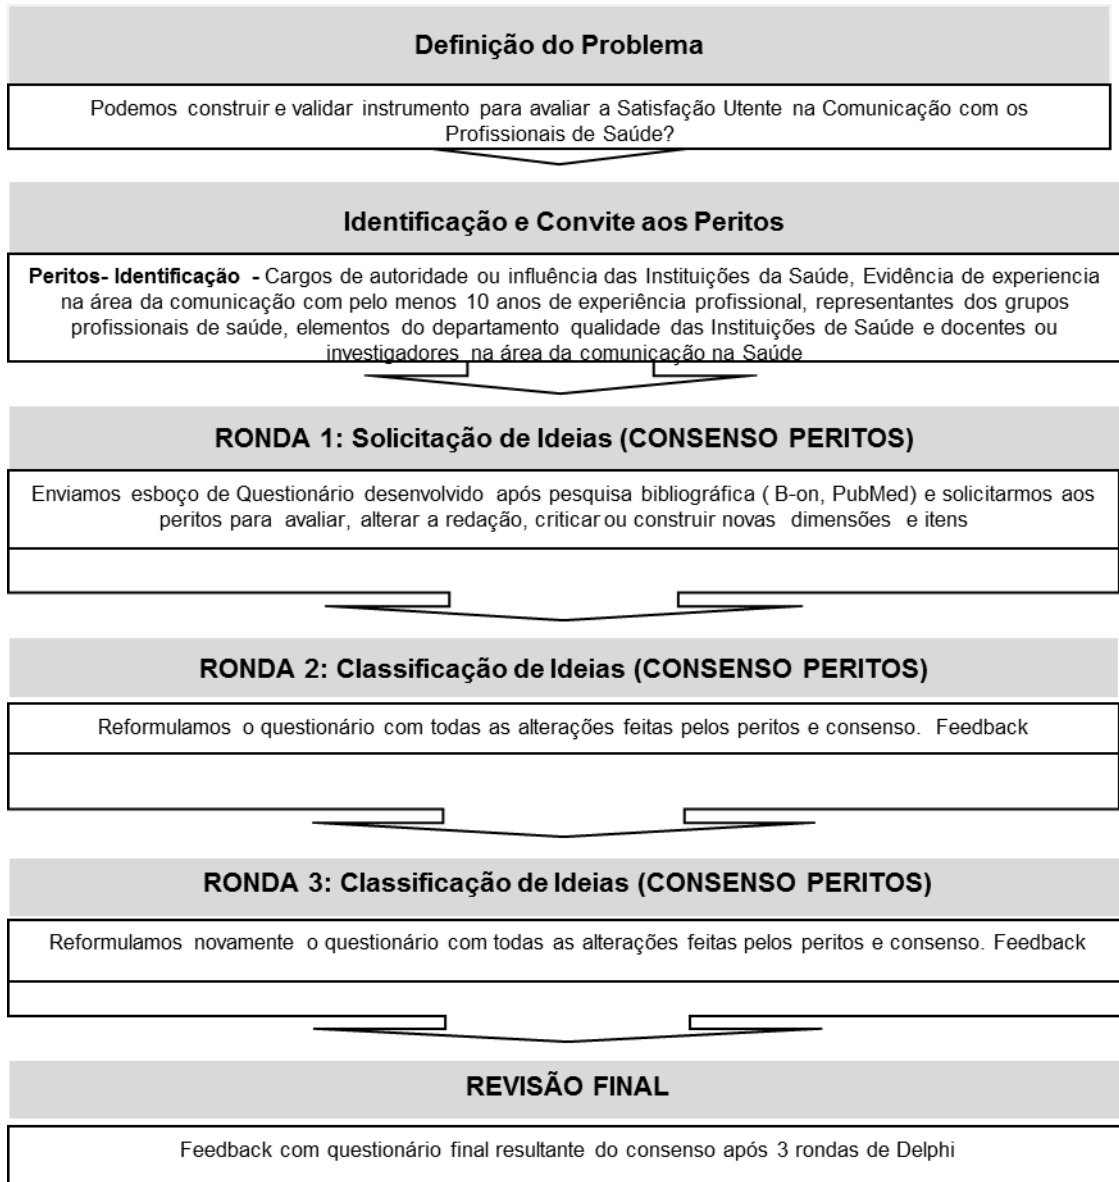 Definição do Problema
Podemos construir e validar instrumento para avaliar a Satisfação Utente na Comunicação com os
Profissionais de Saúde?
Identificação e Convite aos Peritos
Peritos- Identificação - Cargos de autoridade ou influência das Instituições da Saúde, Evidência de experiencia
na área da comunicação com pelo menos 10 anos de experiência profissional, representantes dos grupos
profissionais de saúde, elementos do departamento qualidade das Instituições de Saúde e docentes ou
investigadores na área da comunicação na Saúde
RONDA 1: Solicitação de Ideias (CONSENSO PERITOS)
Enviamos esboço de Questionário desenvolvido após pesquisa bibliográfica ( B-on, PubMed) e solicitarmos aos
peritos para avaliar, alterar a redação, criticar ou construir novas dimensões e itens
RONDA 2: Classificação de Ideias (CONSENSO PERITOS)
Reformulamos o questionário com todas as alterações feitas pelos peritos e consenso. Feedback
RONDA 3: Classificação de Ideias (CONSENSO PERITOS)
Reformulamos novamente o questionário com todas as alterações feitas pelos peritos e consenso. Feedback
REVISÃO FINAL
Feedback com questionário final resultante do consenso após 3 rondas de Delphi